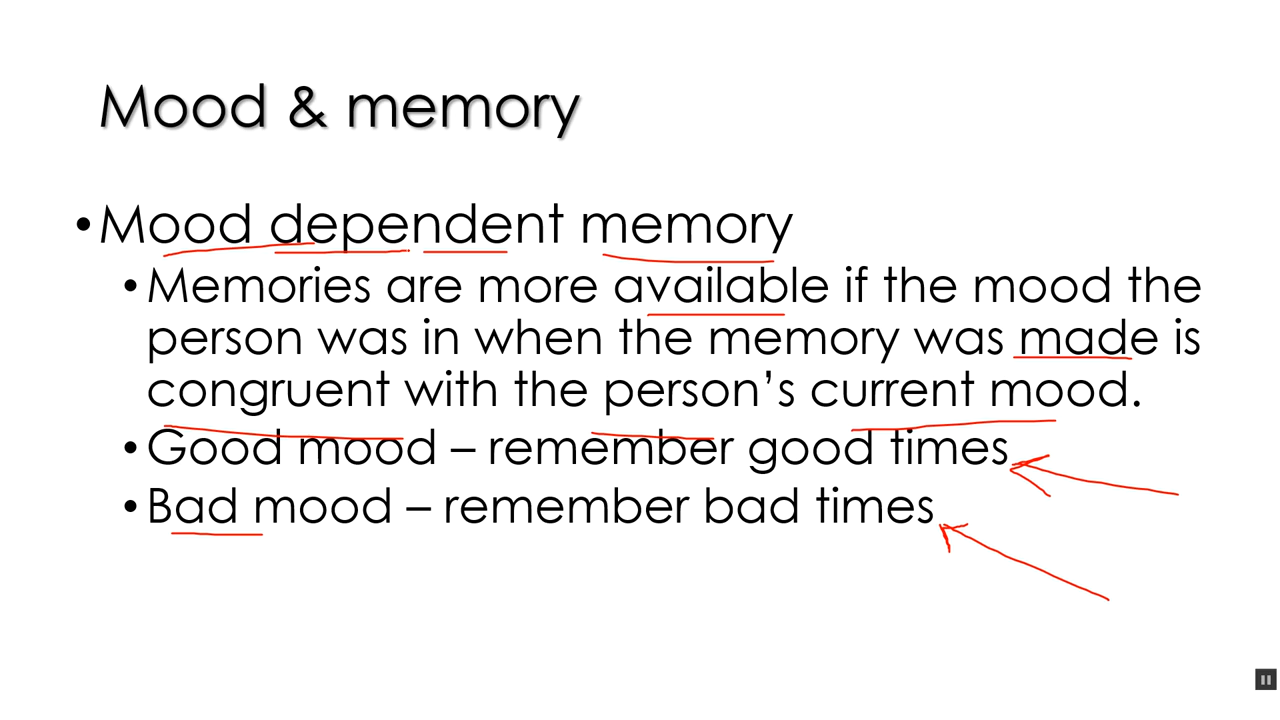 Mood & memory
•Mood dependent memory
•Memories are more available if the mood the
person was in when the memory was made is
congruent with the person’s current mood.
•Good mood – remember good times
•Bad mood – remember bad times